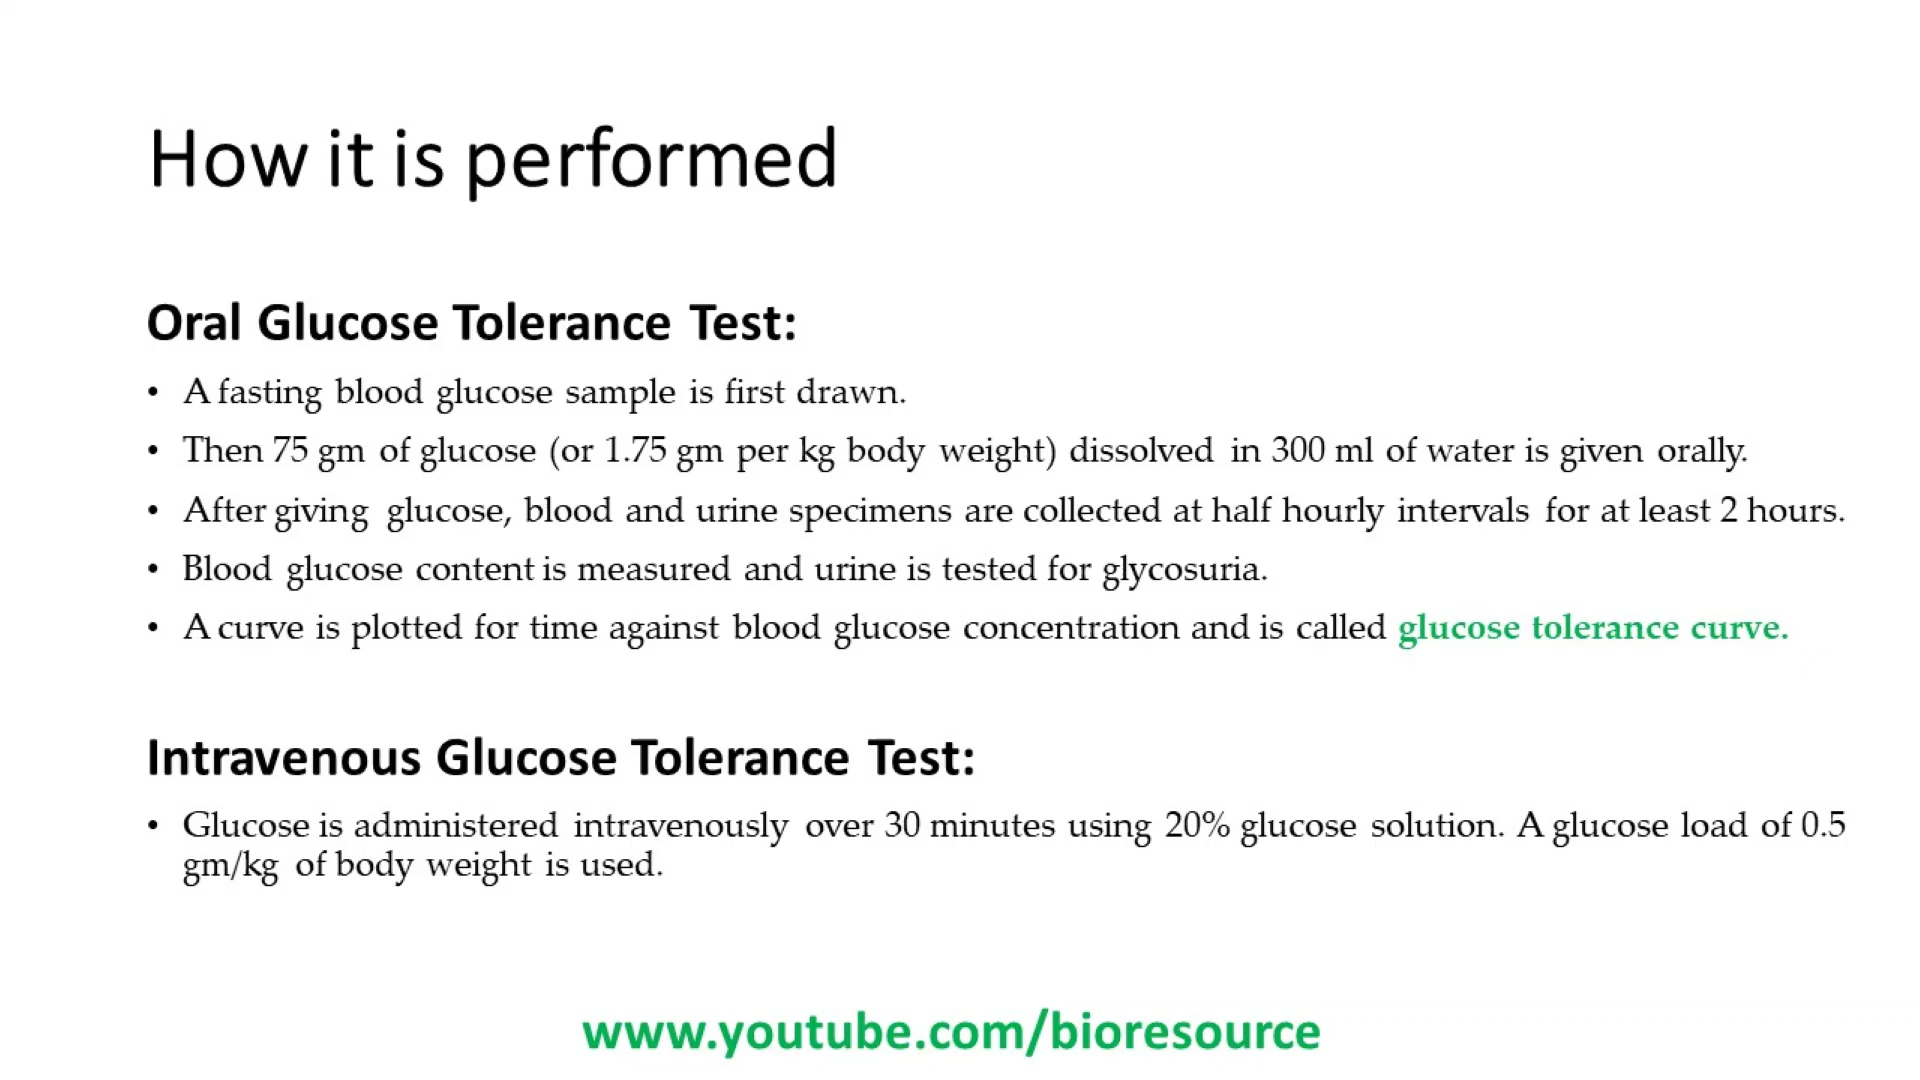 How it is performed
Oral Glucose Tolerance Test:
• A fasting blood glucose sample is first drawn.
• Then 75 gm of glucose (or 1.75 gm per kg body weight) dissolved in 300 ml of water is given orally.
• After giving glucose, blood and urine specimens are collected at half hourly intervals for at least 2 hours.
• Blood glucose content is measured and urine is tested for glycosuria.
• A curve is plotted for time against blood glucose concentration and is called glucose tolerance curve.
Intravenous Glucose Tolerance Test:
• Glucose is administered intravenously over 30 minutes using 20% glucose solution. A glucose load of 0.5
gm/kg of body weight is used.
www.youtube.com/bioresource